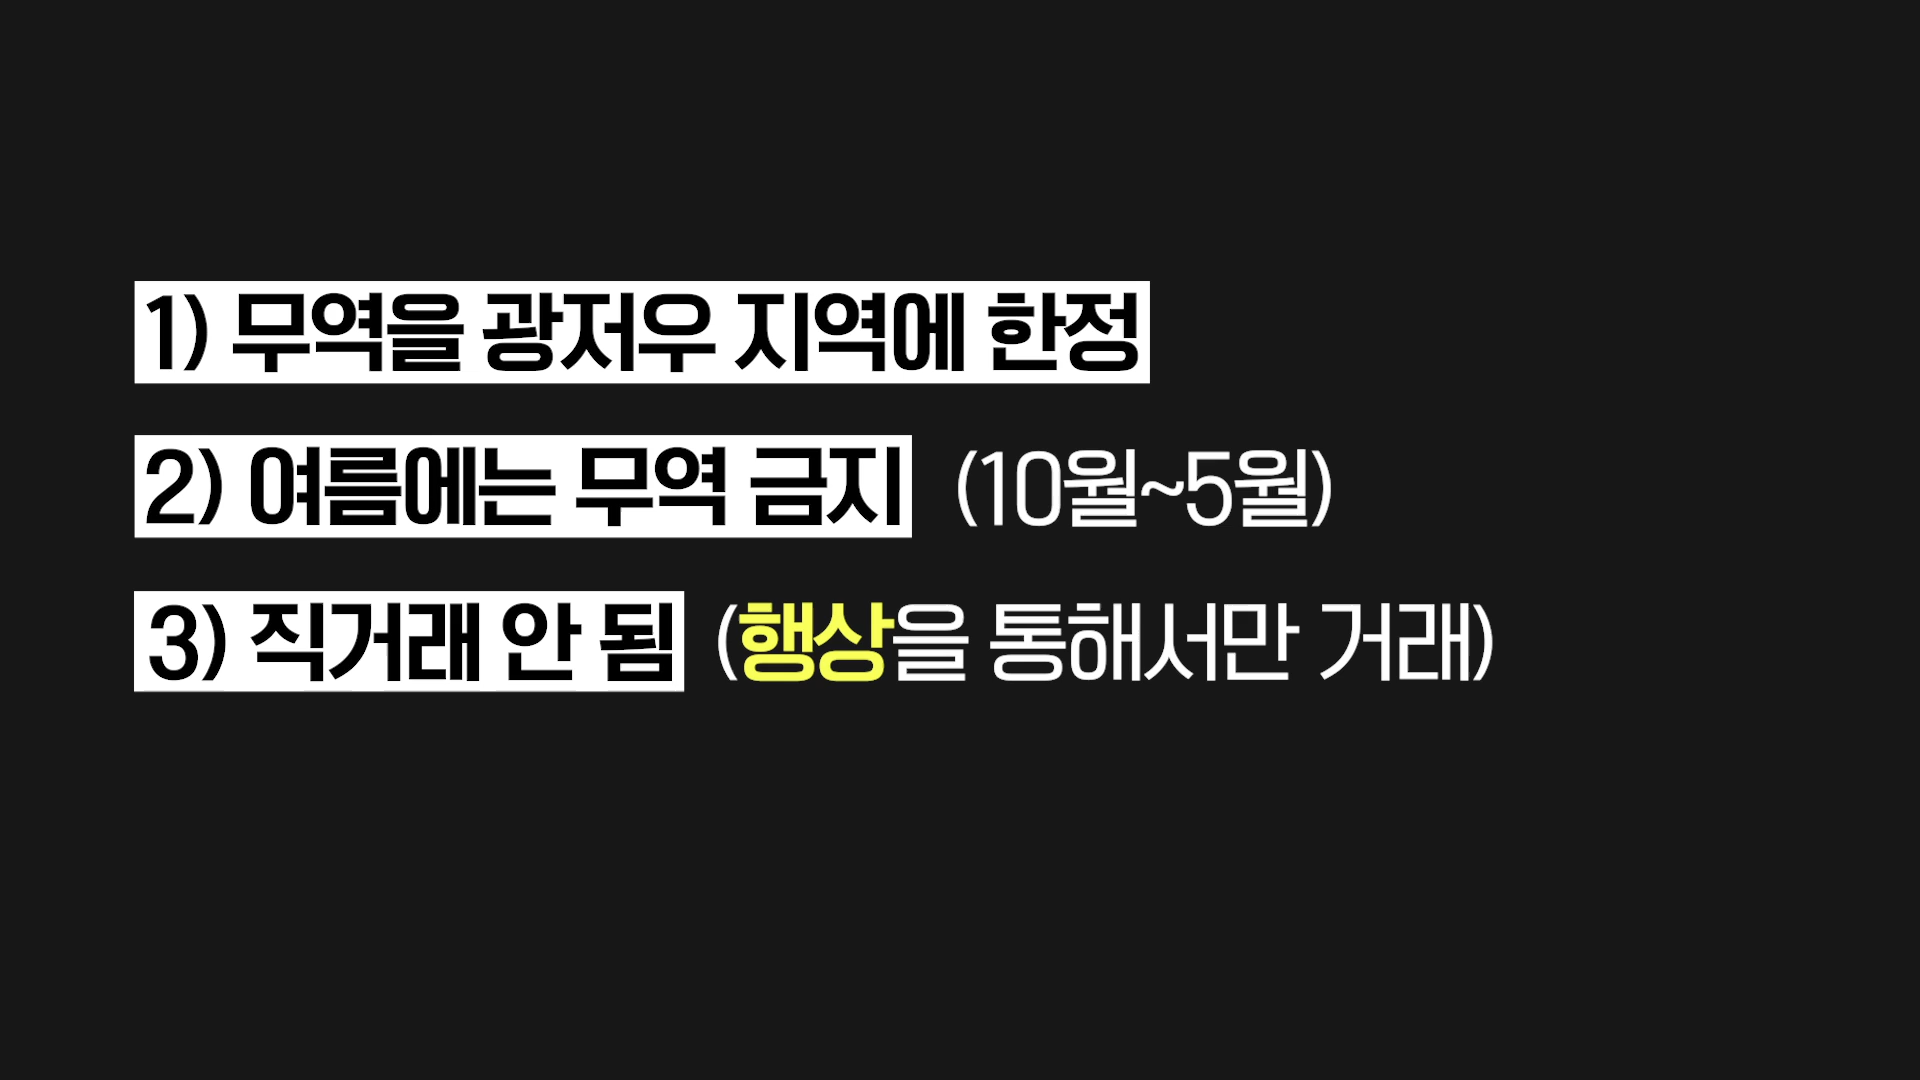 1) 무역을 광저우 지역에 한정
2) 여름에는 무역 금지 (10월~5월)
3) 직거래 안 됨 (행상을 통해서만 거래)